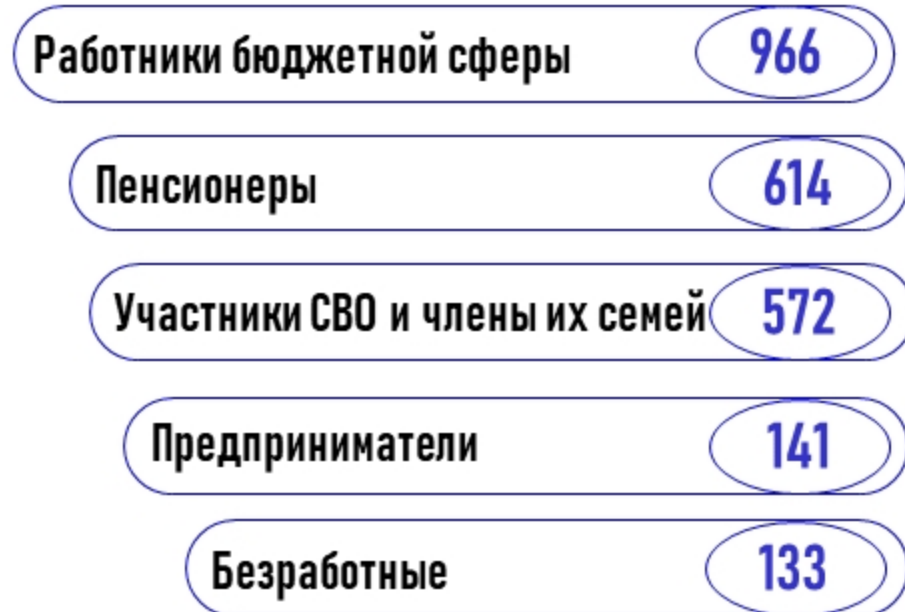 Работники бюджетной сферы 966
Пенсионеры 614
Участники СВО и члены их семей 572
Предприниматели 141
Безработные 133